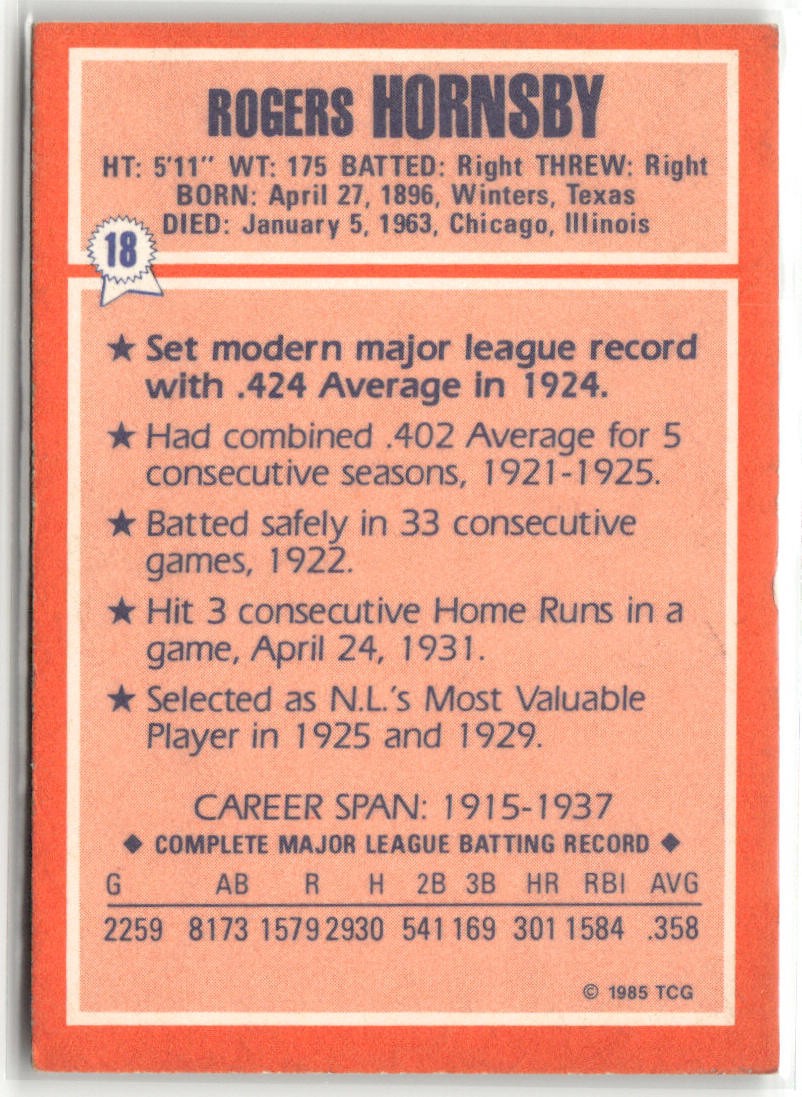 ROGERS HORNSBY
HT: 5'11" WT: 175 BATTED: Right THREW: Right
BORN: April 27, 1896, Winters, Texas
DIED: January 5, 1963, Chicago, Illinois
18
★ Set modern major league record
with .424 Average in 1924.
★ Had combined .402 Average for 5
consecutive seasons, 1921-1925.
★ Batted safely in 33 consecutive
games, 1922.
★ Hit 3 consecutive Home Runs in a
game, April 24, 1931.
★ Selected as N.L.'s Most Valuable
Player in 1925 and 1929.
CAREER SPAN: 1915-1937
◆ COMPLETE MAJOR LEAGUE BATTING RECORD ◆
G AB R H 2B 3B HR RBI AVG
2259 8173 1579 2930 541 169 301 1584 .358
© 1985 TCG